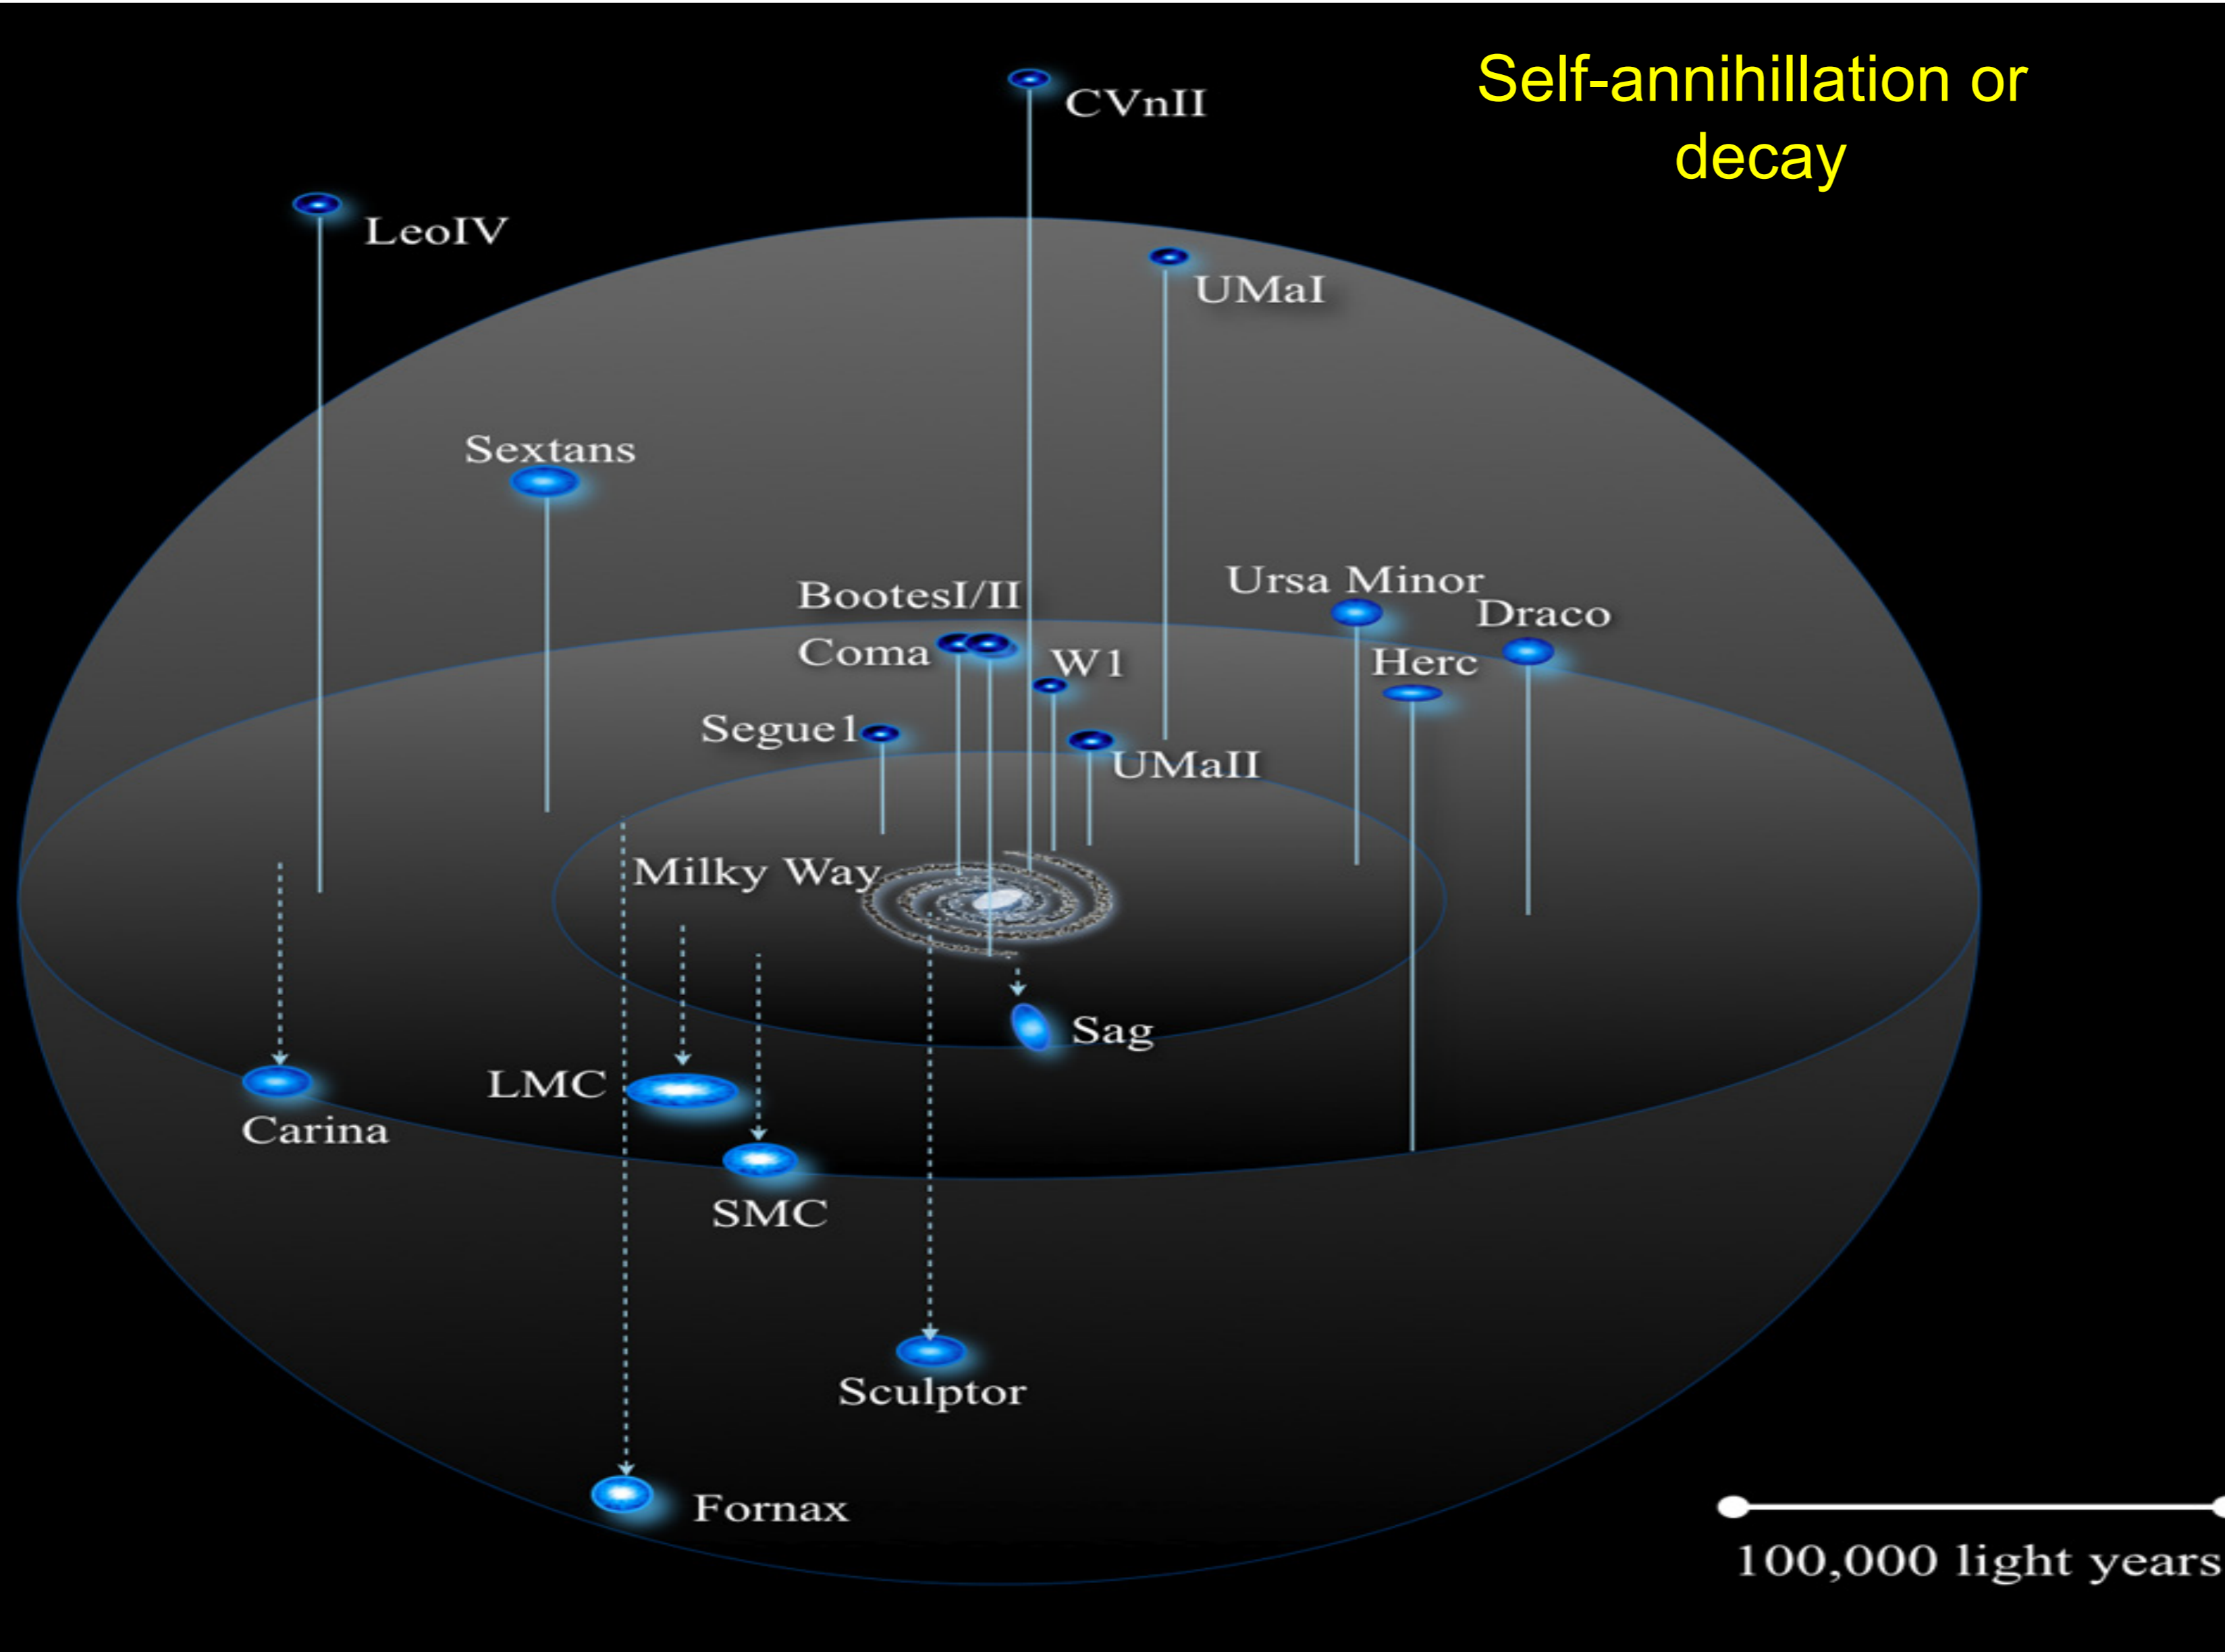 Self-annihillation or
decay
CVnII
LeoIV
UMaI
Sextans
Ursa Minor
BootesI/II
Draco
Coma
W1
Herc
Segue1
UMaII
Milky Way
Sag
LMC
Carina
SMC
Sculptor
Fornax
100,000 light years